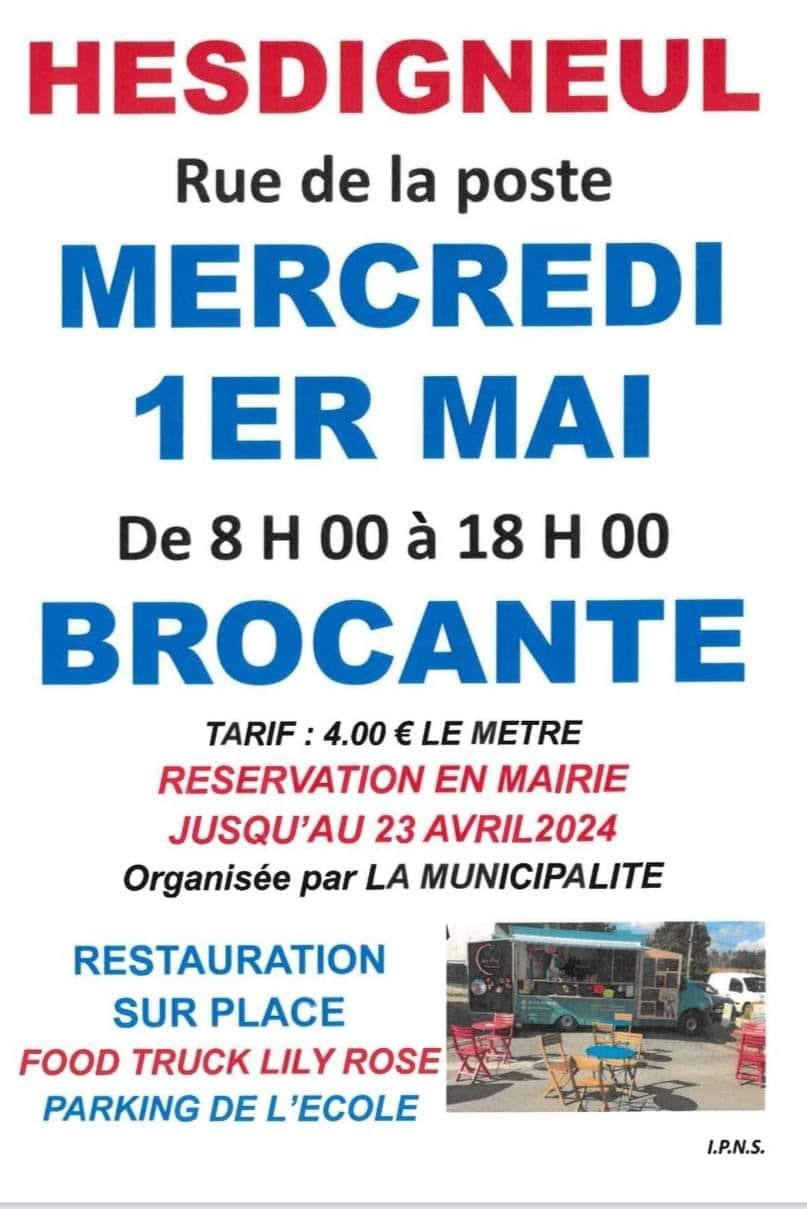 HESDIGNEUL
Rue de la poste
MERCREDI
1ER MAI
De 8 H 00 à 18 H 00
BROCANTE
TARIF : 4.00 € LE METRE
RESERVATION EN MAIRIE
JUSQU'AU 23 AVRIL2024
Organisée par LA MUNICIPALITE
RESTAURATION
SUR PLACE
FOOD TRUCK LILY ROSE
PARKING DE L'ECOLE
I.P.N.S.